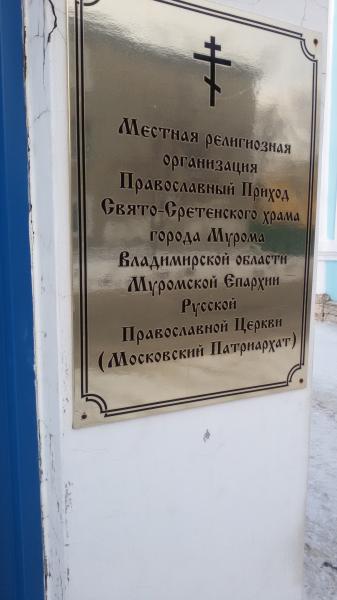 Местная религиозная
организация
Православный Приход
Свято-Сретенского храма
города Мурома
Владимирской области
Муромской Епархии
Русской
Православной Церкви
(Московский Патриархат)